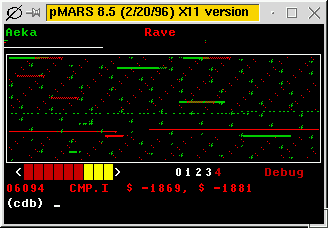 pMARS 8.5 (2/20/96) X11 version
Aeka Rave
< > 0 1 2 3 4 Debug
06094 CMP.I $ -1869, $ -1881
(cdb) _